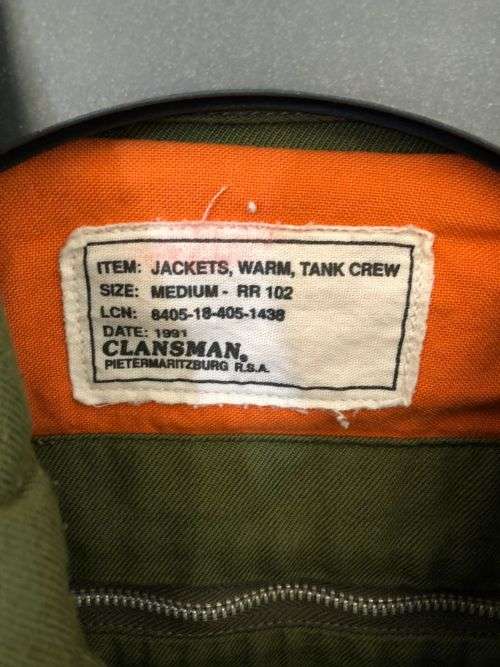 ITEM: JACKETS, WARM, TANK CREW
SIZE: MEDIUM - RR 102
LCN: 8405-18-405-1438
DATE: 1991
CLANSMAN.
PIETERMARITZBURG R.S.A.